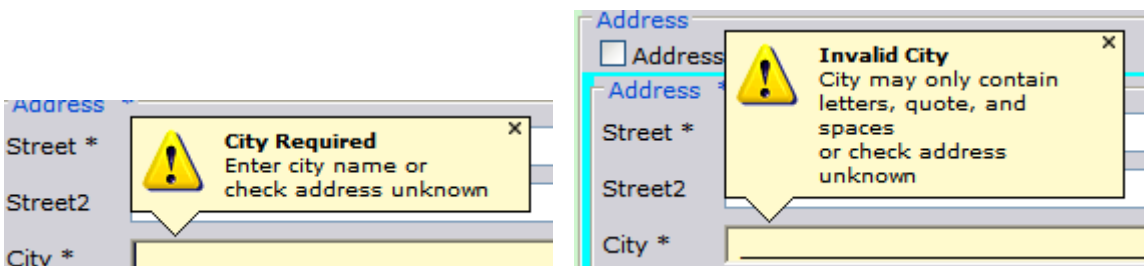 Address *
Street *
Street2
City *
City Required
Enter city name or
check address unknown
Address
Address
Address *
Street *
Street2
City *
Invalid City
City may only contain
letters, quote, and
spaces
or check address
unknown